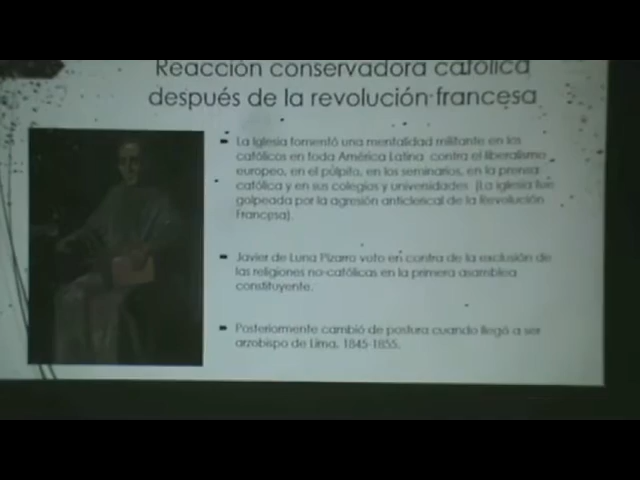 Reacción conservadora católica
después de la revolución francesa
La Iglesia fomentó una mentalidad militante en los
católicos en toda América Latina contra el liberalismo
europeo, en el púlpito, en los seminarios, en la prensa
católica y en sus colegios y universidades. (La iglesia fue
golpeada por la agresión anticlerical de la Revolución
Francesa).
Javier de Luna Pizarro voto en contra de la exclusión de
las religiones no-católicas en la primera asamblea
constituyente.
Posteriormente cambió de postura cuando llegó a ser
arzobispo de Lima, 1845-1855.